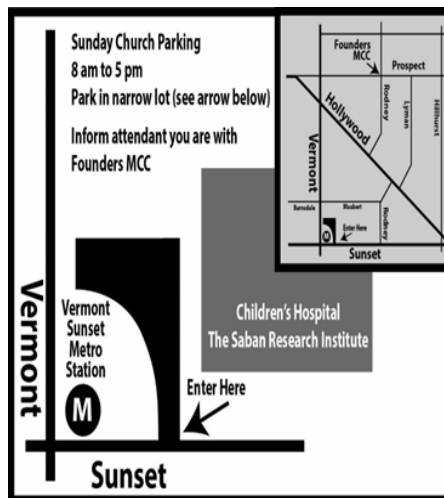 Sunday Church Parking
8 am to 5 pm
Park in narrow lot (see arrow below)
Inform attendant you are with
Founders MCC
Founders
MCC
Prospect
Hollywood
Rodney
Lyman
Hillhurst
Vermont
Barnsdale
Maubert
Rodney
M
Enter Here
Sunset
Vermont
Vermont
Sunset
Metro
Station
M
Children's Hospital
The Saban Research Institute
Enter Here
Sunset